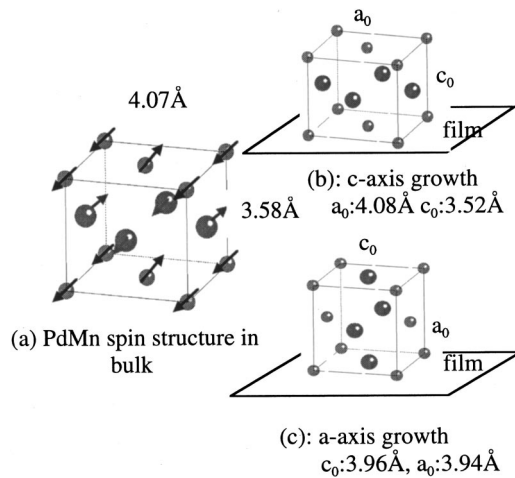 4.07Å
3.58Å
(a) PdMn spin structure in
bulk
a₀
c₀
film
(b): c-axis growth
a₀:4.08Å c₀:3.52Å
c₀
a₀
film
(c): a-axis growth
c₀:3.96Å, a₀:3.94Å